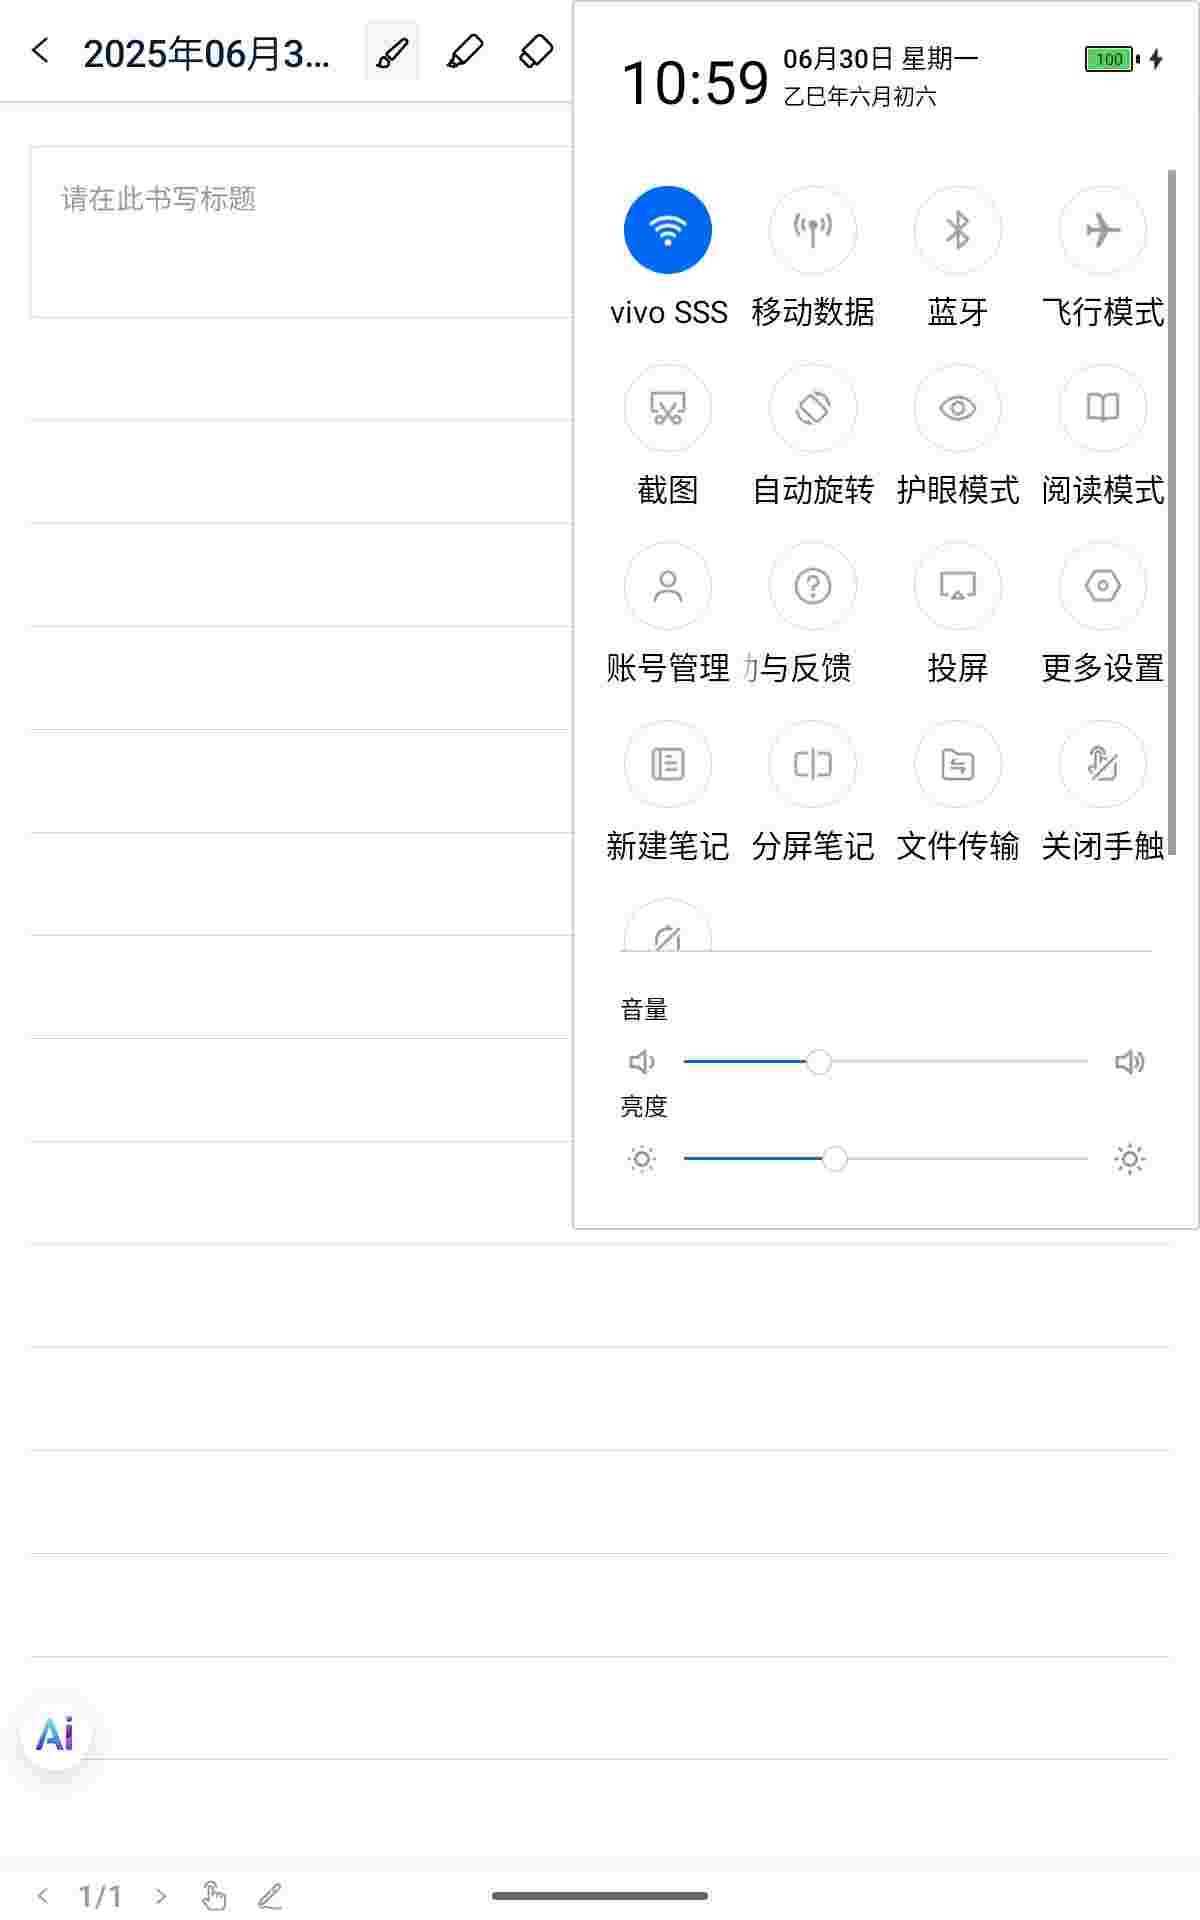 2025年06月3...
10:59
06月30日 星期一
乙巳年六月初六
100
请在此书写标题
vivo SSS 移动数据 蓝牙 飞行模式
截图 自动旋转 护眼模式 阅读模式
账号管理 与反馈 投屏 更多设置
新建笔记 分屏笔记 文件传输 关闭手触
音量
亮度
Ai
1/1